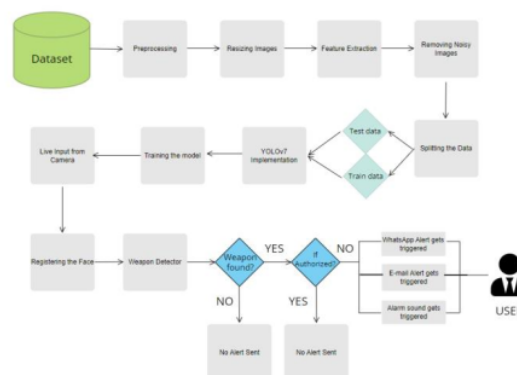 Dataset
Preprocessing
Resizing Images
Feature Extraction
Removing Noisy
Images
Live Input from
Camera
Training the model
YOLOv7
Implementation
Test data
Train data
Splitting the Data
Registering the Face
Weapon Detector
Weapon
found?
YES
If
Authorized?
NO
WhatsApp Alert gets
triggered
E-mail Alert gets
triggered
Alarm sound gets
triggered
NO
YES
No Alert Sent
No Alert Sent